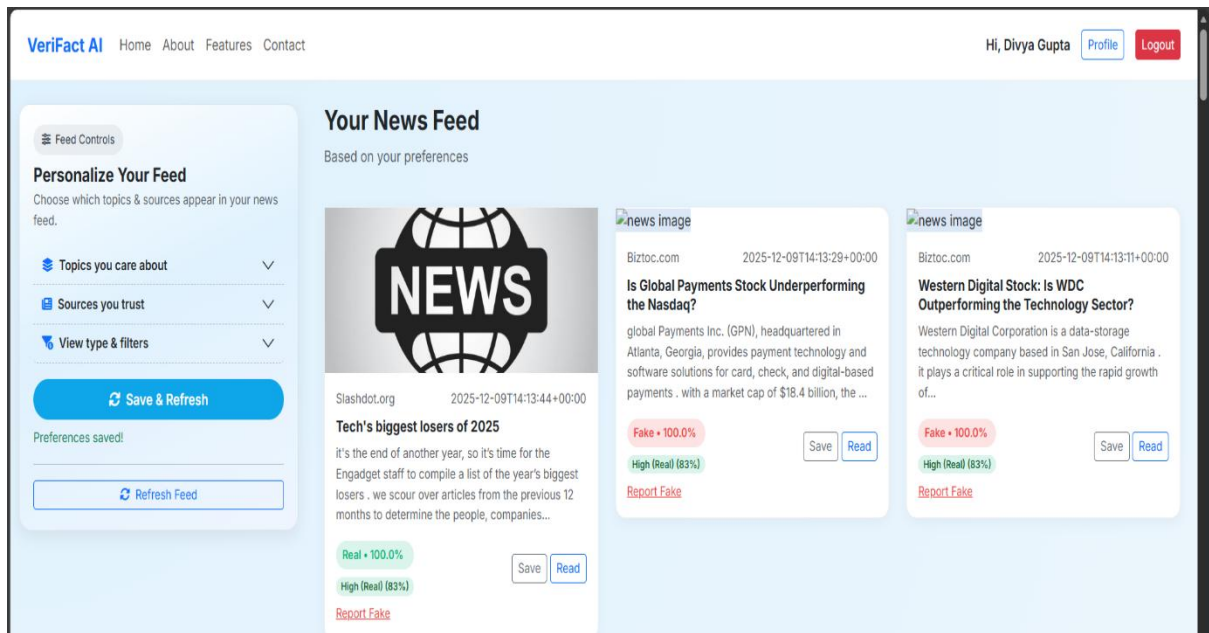 VeriFact AI Home About Features Contact
Hi, Divya Gupta Profile Logout
Feed Controls
Personalize Your Feed
Choose which topics & sources appear in your news
feed.
Topics you care about
Sources you trust
View type & filters
Save & Refresh
Preferences saved!
Refresh Feed
Your News Feed
Based on your preferences
NEWS
Slashdot.org 2025-12-09T14:13:44+00:00
Tech's biggest losers of 2025
it's the end of another year, so it's time for the
Engadget staff to compile a list of the year's biggest
losers . we scour over articles from the previous 12
months to determine the people, companies...
Real • 100.0%
High (Real) (83%)
Save Read
Report Fake
news image
Biztoc.com 2025-12-09T14:13:29+00:00
Is Global Payments Stock Underperforming
the Nasdaq?
global Payments Inc. (GPN), headquartered in
Atlanta, Georgia, provides payment technology and
software solutions for card, check, and digital-based
payments . with a market cap of $18.4 billion, the ...
Fake • 100.0%
High (Real) (83%)
Save Read
Report Fake
news image
Biztoc.com 2025-12-09T14:13:11+00:00
Western Digital Stock: Is WDC
Outperforming the Technology Sector?
Western Digital Corporation is a data-storage
technology company based in San Jose, California .
it plays a critical role in supporting the rapid growth
of...
Fake • 100.0%
High (Real) (83%)
Save Read
Report Fake